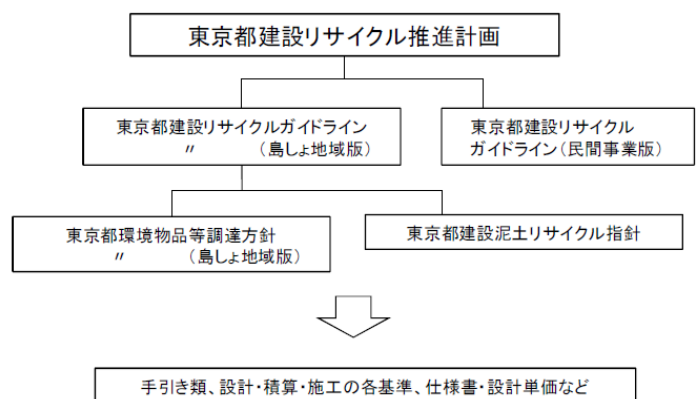 東京都建設リサイクル推進計画
東京都建設リサイクルガイドライン
〃 (島しょ地域版)
東京都建設リサイクル
ガイドライン(民間事業版)
東京都環境物品等調達方針
〃 (島しょ地域版)
東京都建設泥土リサイクル指針
手引き類、設計・積算・施工の各基準、仕様書・設計単価など